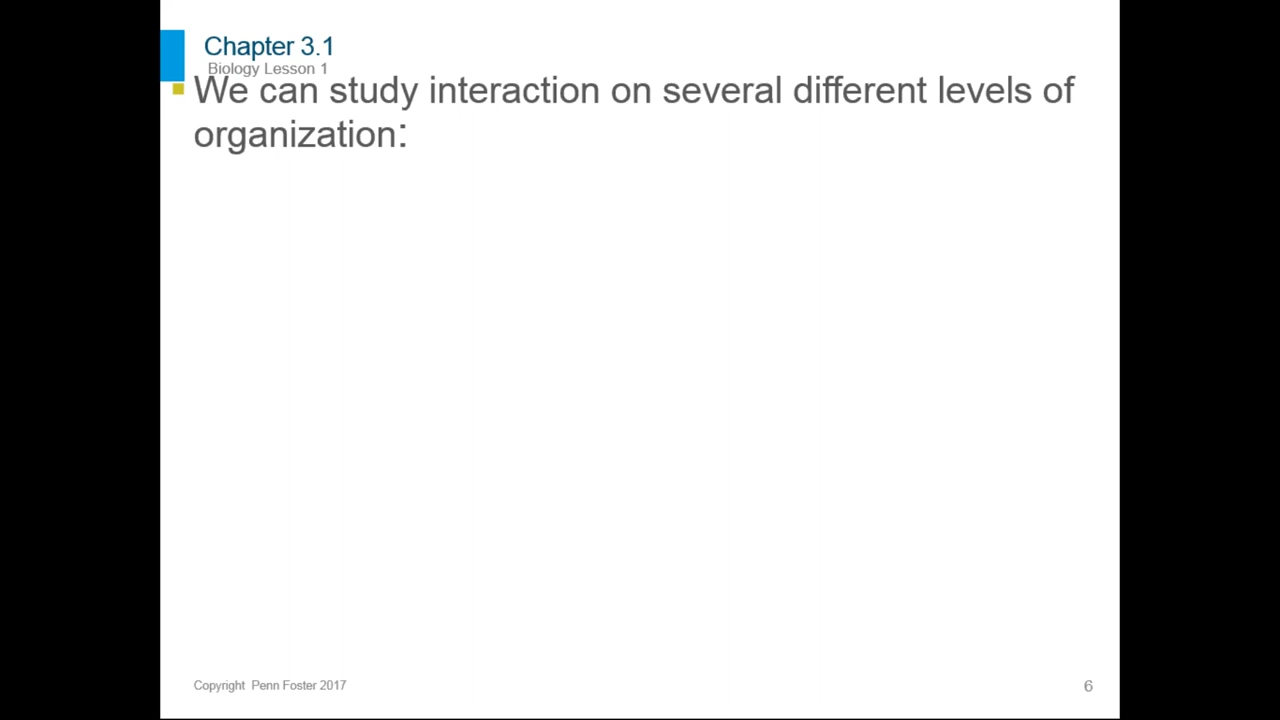 Chapter 3.1
Biology Lesson 1
We can study interaction on several different levels of
organization:
Copyright Penn Foster 2017
6